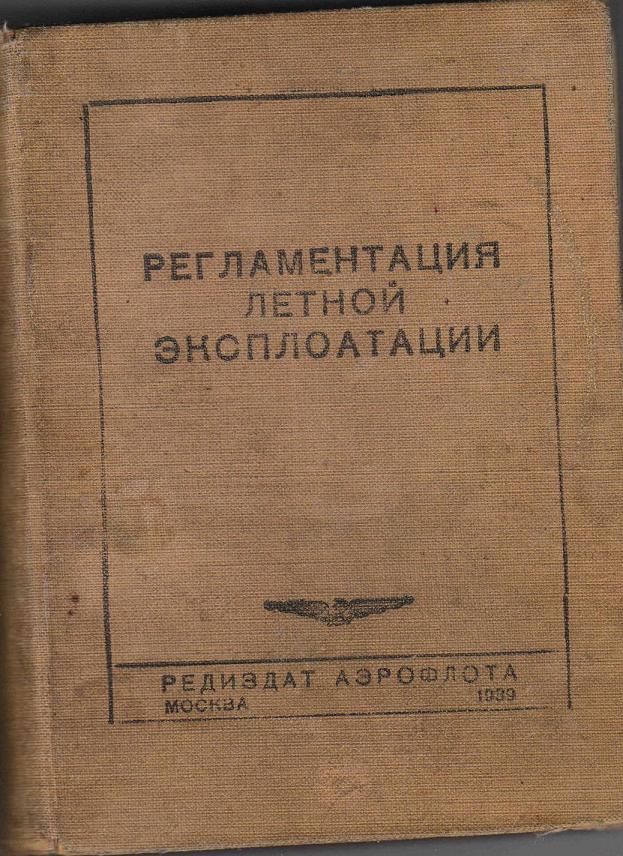 РЕГЛАМЕНТАЦИЯ
ЛЕТНОЙ
ЭКСПЛОАТАЦИИ
РЕДИЗДАТ АЭРОФЛОТА
МОСКВА 1939